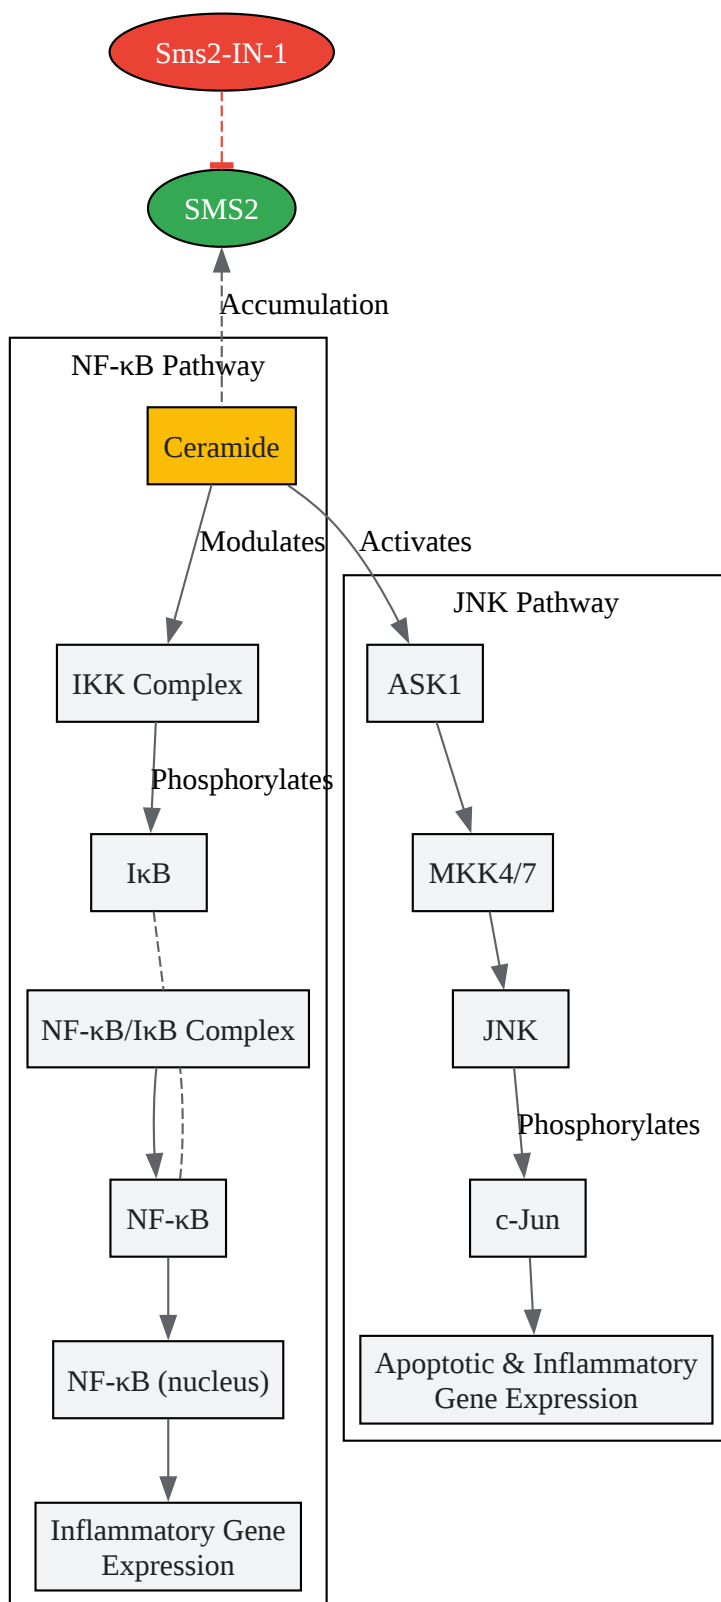 Sms2-IN-1
SMS2
Accumulation
NF-κB Pathway
Ceramide
Modulates
Activates
JNK Pathway
IKK Complex
ASK1
Phosphorylates
IκB
MKK4/7
NF-κB/IκB Complex
JNK
Phosphorylates
NF-κB
c-Jun
NF-κB (nucleus)
Apoptotic & Inflammatory
Gene Expression
Inflammatory Gene
Expression